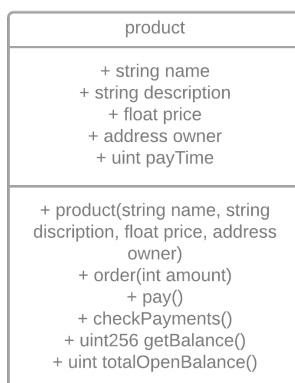 product
+ string name
+ string description
+ float price
+ address owner
+ uint payTime
+ product(string name, string
discription, float price, address
owner)
+ order(int amount)
+ pay()
+ checkPayments()
+ uint256 getBalance()
+ uint totalOpenBalance()